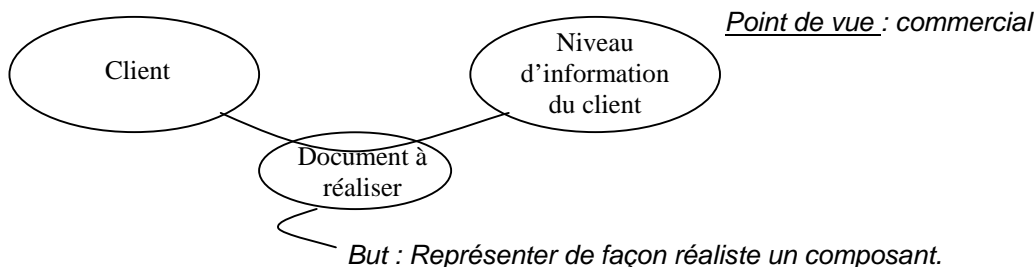 Point de vue : commercial
Client
Niveau
d’information
du client
Document à
réaliser
But : Représenter de façon réaliste un composant.